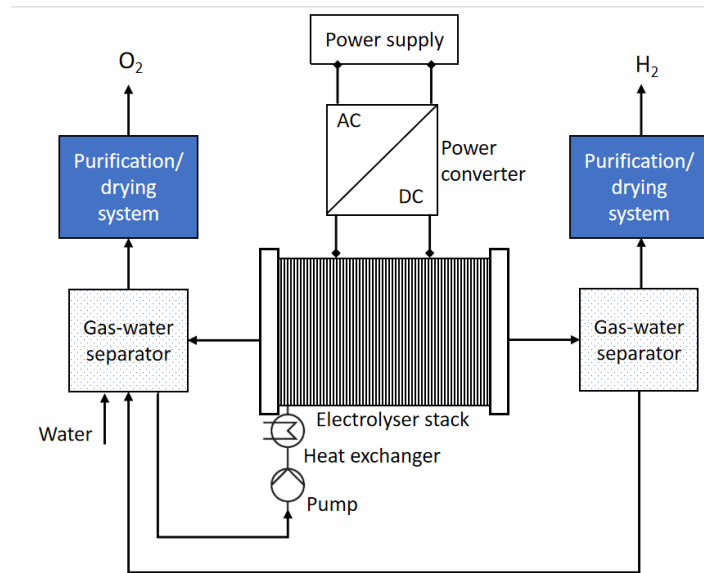 Power supply
O₂
H₂
AC
DC
Power
converter
Purification/
drying
system
Purification/
drying
system
Gas-water
separator
Gas-water
separator
Water
Electrolyser stack
Heat exchanger
Pump